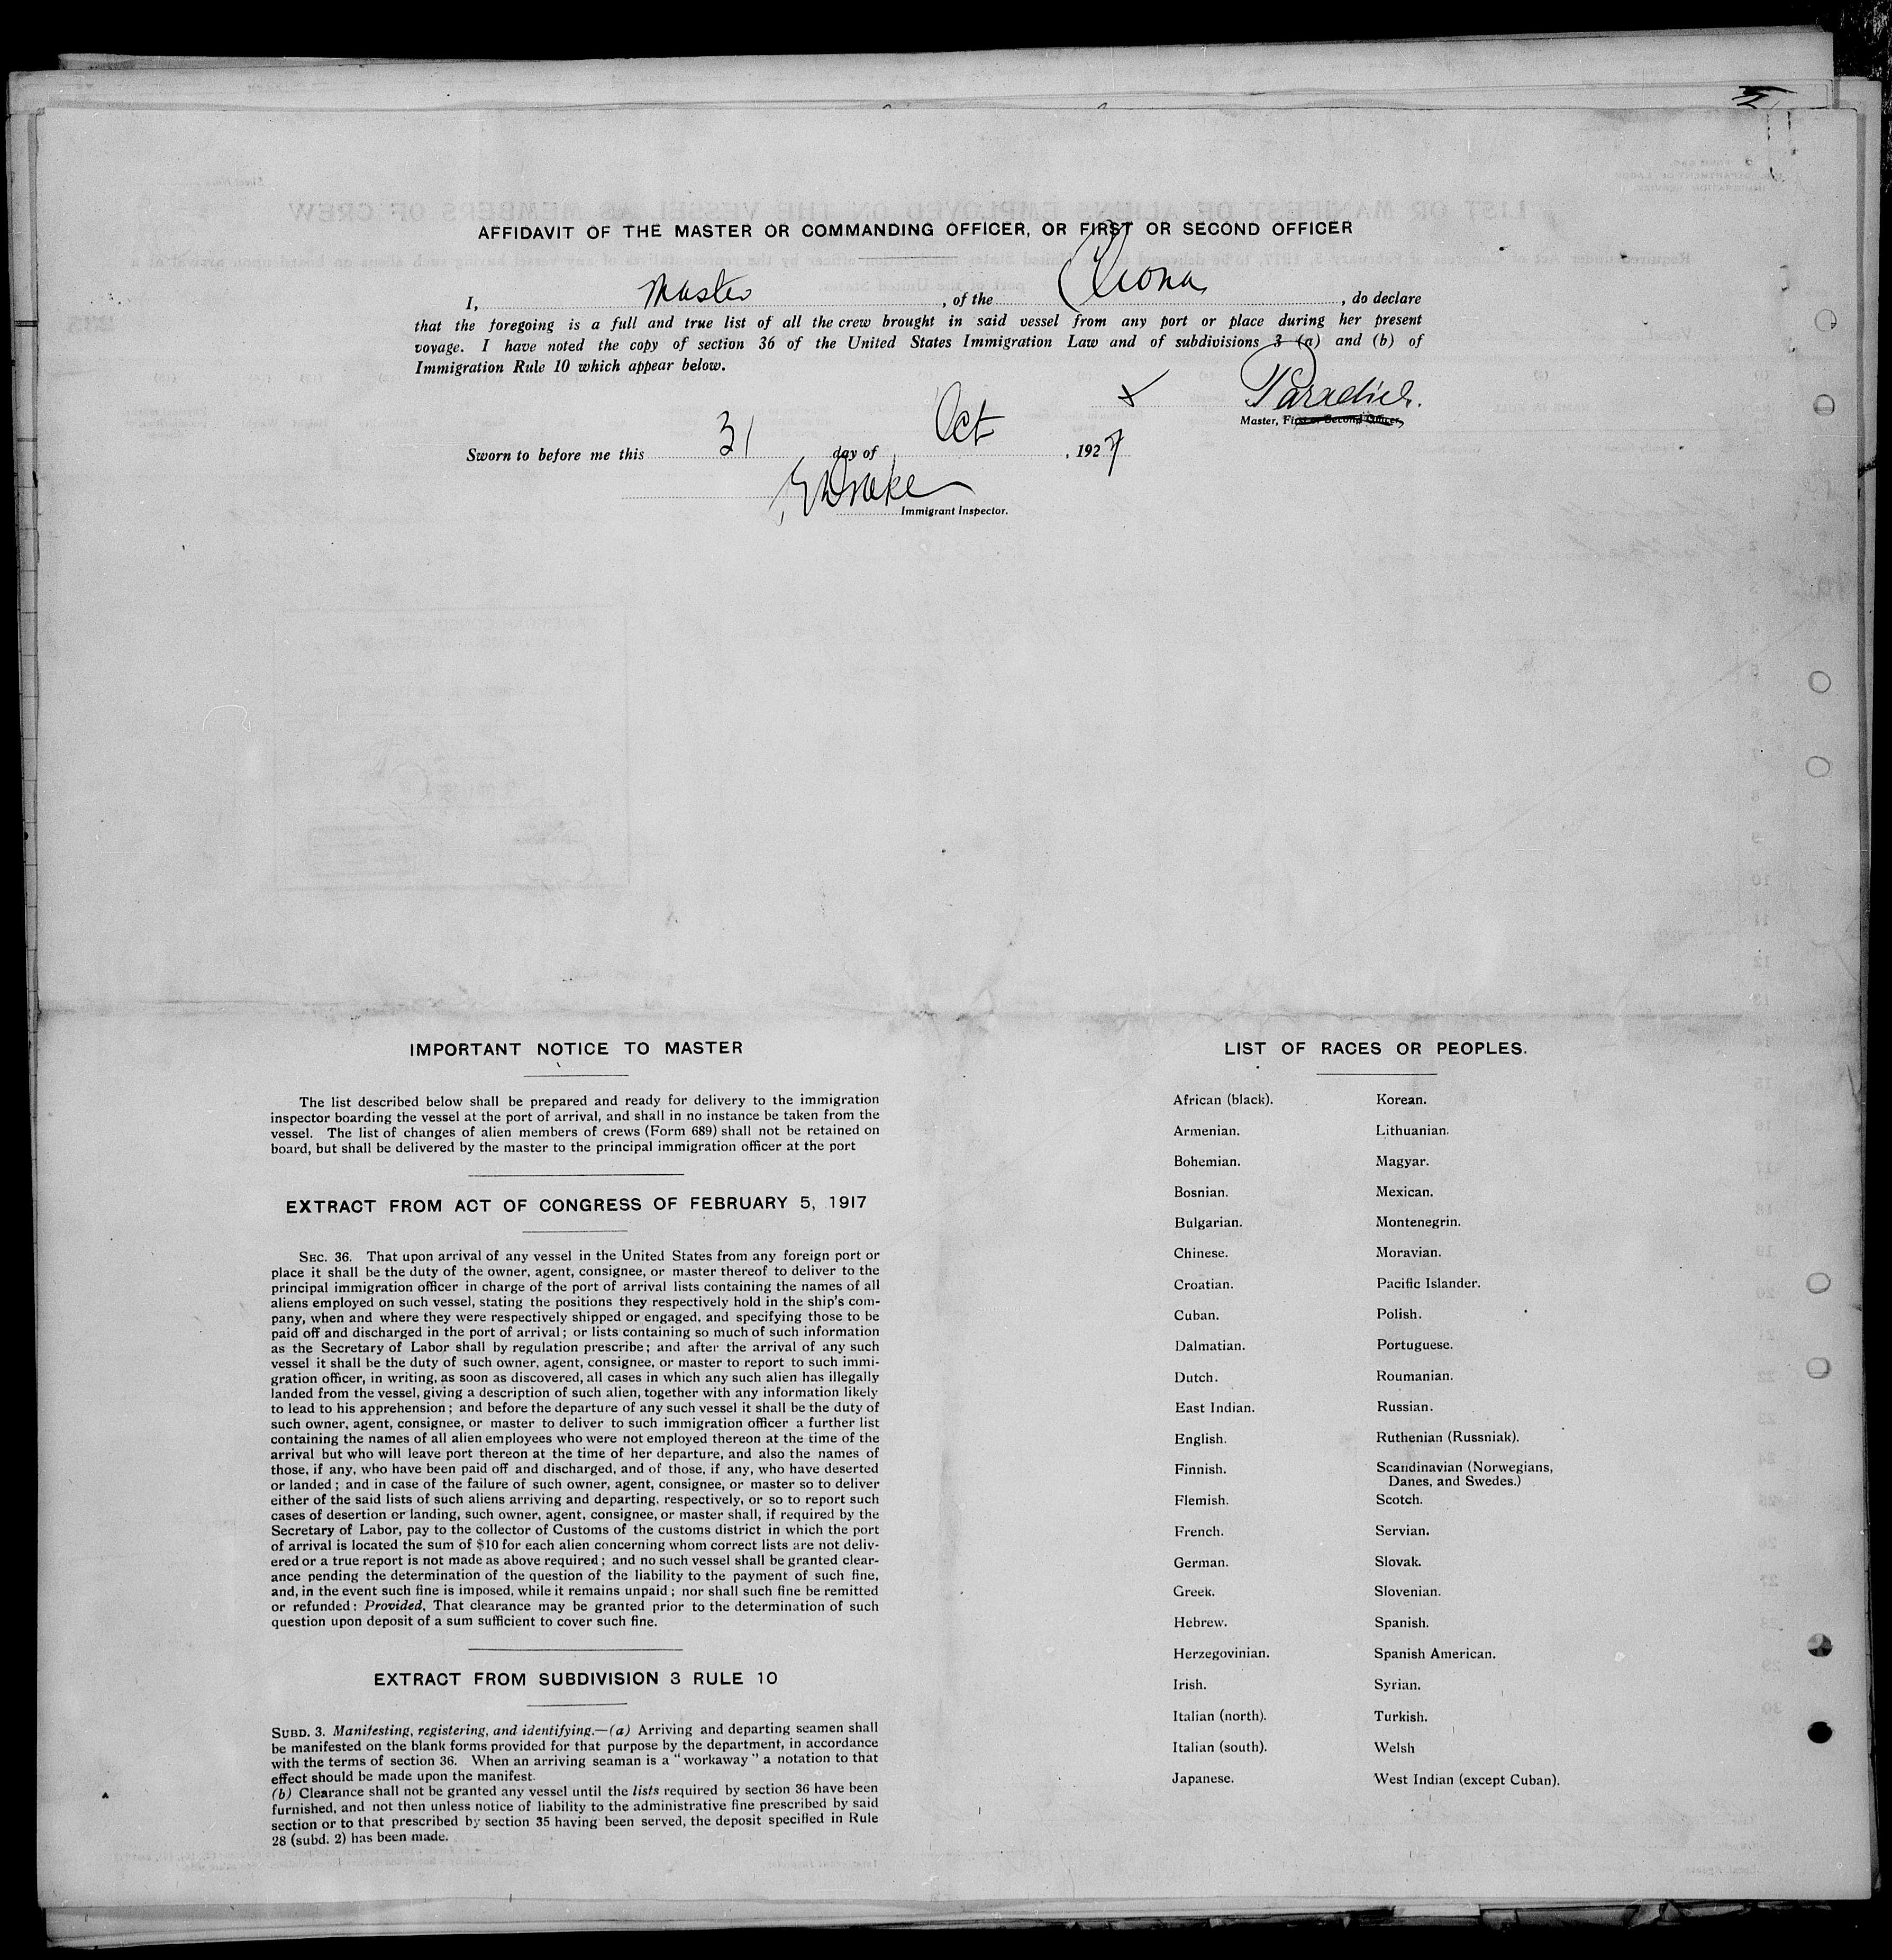 AFFIDAVIT OF THE MASTER OR COMMANDING OFFICER, OR FIRST OR SECOND OFFICER
I, Master, of the , do declare
that the foregoing is a full and true list of all the crew brought in said vessel from any port or place during her present
voyage. I have noted the copy of section 36 of the United States Immigration Law and of subdivisions 3 (a) and (b) of
Immigration Rule 10 which appear below.
x
Master, First or Second Officer,
Sworn to before me this 31 day of Oct, 1927
Immigrant Inspector.
IMPORTANT NOTICE TO MASTER
The list described below shall be prepared and ready for delivery to the immigration
inspector boarding the vessel at the port of arrival, and shall in no instance be taken from the
vessel. The list of changes of alien members of crews (Form 689) shall not be retained on
board, but shall be delivered by the master to the principal immigration officer at the port
EXTRACT FROM ACT OF CONGRESS OF FEBRUARY 5, 1917
SEC. 36. That upon arrival of any vessel in the United States from any foreign port or
place it shall be the duty of the owner, agent, consignee, or master thereof to deliver to the
principal immigration officer in charge of the port of arrival lists containing the names of all
aliens employed on such vessel, stating the positions they respectively hold in the ship's com-
pany, when and where they were respectively shipped or engaged, and specifying those to be
paid off and discharged in the port of arrival; or lists containing so much of such information
as the Secretary of Labor shall by regulation prescribe; and after the arrival of any such
vessel it shall be the duty of such owner, agent, consignee, or master to report to such immi-
gration officer, in writing, as soon as discovered, all cases in which any such alien has illegally
landed from the vessel, giving a description of such alien, together with any information likely
to lead to his apprehension; and before the departure of any such vessel it shall be the duty of
such owner, agent, consignee, or master to deliver to such immigration officer a further list
containing the names of all alien employees who were not employed thereon at the time of the
arrival but who will leave port thereon at the time of her departure, and also the names of
those, if any, who have been paid off and discharged, and of those, if any, who have deserted
or landed; and in case of the failure of such owner, agent, consignee, or master so to deliver
either of the said lists of such aliens arriving and departing, respectively, or so to report such
cases of desertion or landing, such owner, agent, consignee, or master shall, if required by the
Secretary of Labor, pay to the collector of Customs of the customs district in which the port
of arrival is located the sum of $10 for each alien concerning whom correct lists are not deliv-
ered or a true report is not made as above required; and no such vessel shall be granted clear-
ance pending the determination of the question of the liability to the payment of such fine,
and, in the event such fine is imposed, while it remains unpaid; nor shall such fine be remitted
or refunded: Provided, That clearance may be granted prior to the determination of such
question upon deposit of a sum sufficient to cover such fine.
EXTRACT FROM SUBDIVISION 3 RULE 10
SUBD. 3. Manifesting, registering, and identifying.—(a) Arriving and departing seamen shall
be manifested on the blank forms provided for that purpose by the department, in accordance
with the terms of section 36. When an arriving seaman is a "workaway" a notation to that
effect should be made upon the manifest.
(b) Clearance shall not be granted any vessel until the lists required by section 36 have been
furnished, and not then unless notice of liability to the administrative fine prescribed by said
section or to that prescribed by section 35 having been served, the deposit specified in Rule
28 (subd. 2) has been made.
LIST OF RACES OR PEOPLES.
African (black).
Armenian.
Bohemian.
Bosnian.
Bulgarian.
Chinese.
Croatian.
Cuban.
Dalmatian.
Dutch.
East Indian.
English.
Finnish.
Flemish.
French.
German.
Greek.
Hebrew.
Herzegovinian.
Irish.
Italian (north).
Italian (south).
Japanese.
Korean.
Lithuanian.
Magyar.
Mexican.
Montenegrin.
Moravian.
Pacific Islander.
Polish.
Portuguese.
Roumanian.
Russian.
Ruthenian (Russniak).
Scandinavian (Norwegians,
Danes, and Swedes.)
Scotch.
Servian.
Slovak.
Slovenian.
Spanish.
Spanish American.
Syrian.
Turkish.
Welsh
West Indian (except Cuban).